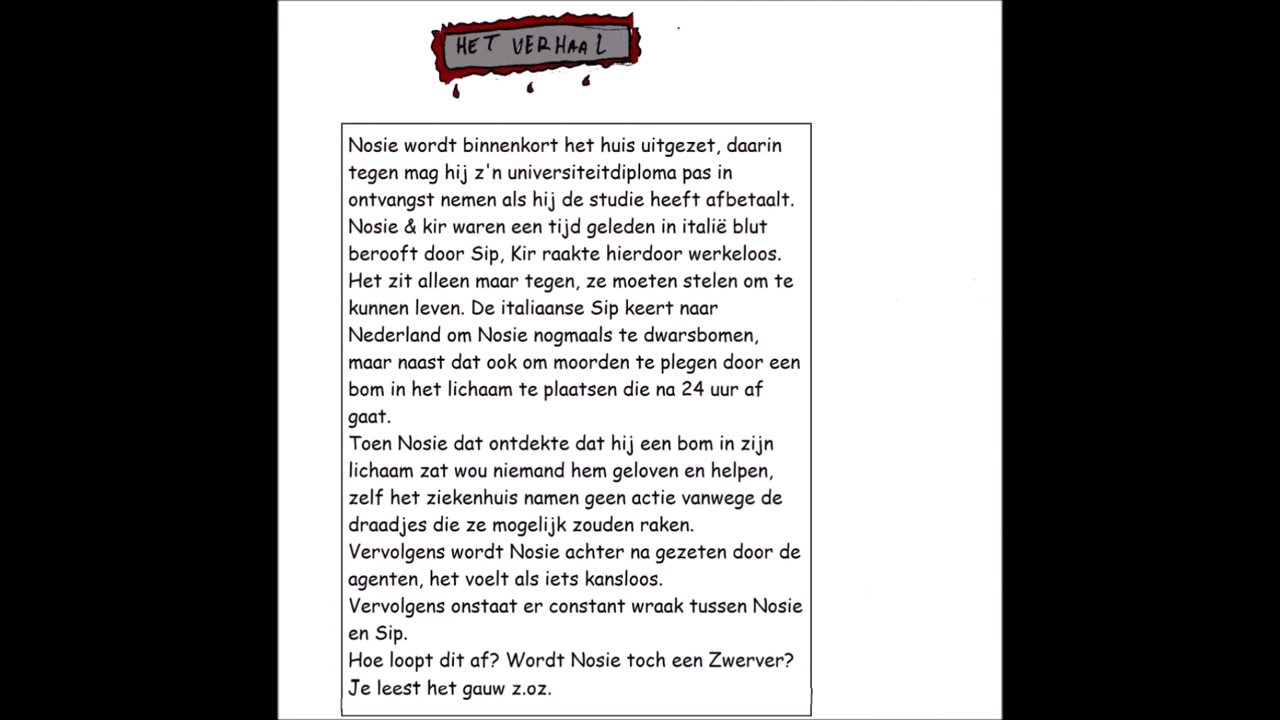 HET VERHAAL
Nosie wordt binnenkort het huis uitgezet, daarin
tegen mag hij z'n universiteitdiploma pas in
ontvangst nemen als hij de studie heeft afbetaalt.
Nosie & kir waren een tijd geleden in italië blut
berooft door Sip, Kir raakte hierdoor werkeloos.
Het zit alleen maar tegen, ze moeten stelen om te
kunnen leven. De italiaanse Sip keert naar
Nederland om Nosie nogmaals te dwarsbomen,
maar naast dat ook om moorden te plegen door een
bom in het lichaam te plaatsen die na 24 uur af
gaat.
Toen Nosie dat ontdekte dat hij een bom in zijn
lichaam zat wou niemand hem geloven en helpen,
zelf het ziekenhuis namen geen actie vanwege de
draadjes die ze mogelijk zouden raken.
Vervolgens wordt Nosie achter na gezeten door de
agenten, het voelt als iets kansloos.
Vervolgens onstaat er constant wraak tussen Nosie
en Sip.
Hoe loopt dit af? Wordt Nosie toch een Zwerver?
Je leest het gauw z.oz.